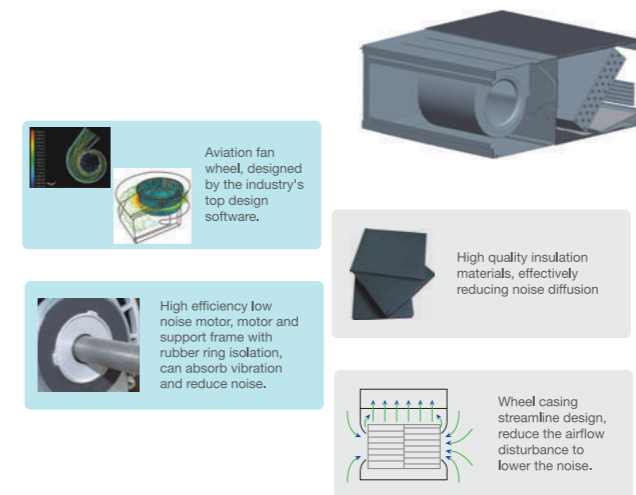 Aviation fan
wheel, designed
by the industry's
top design
software.
High efficiency low
noise motor, motor and
support frame with
rubber ring isolation,
can absorb vibration
and reduce noise.
High quality insulation
materials, effectively
reducing noise diffusion
Wheel casing
streamline design,
reduce the airflow
disturbance to
lower the noise.